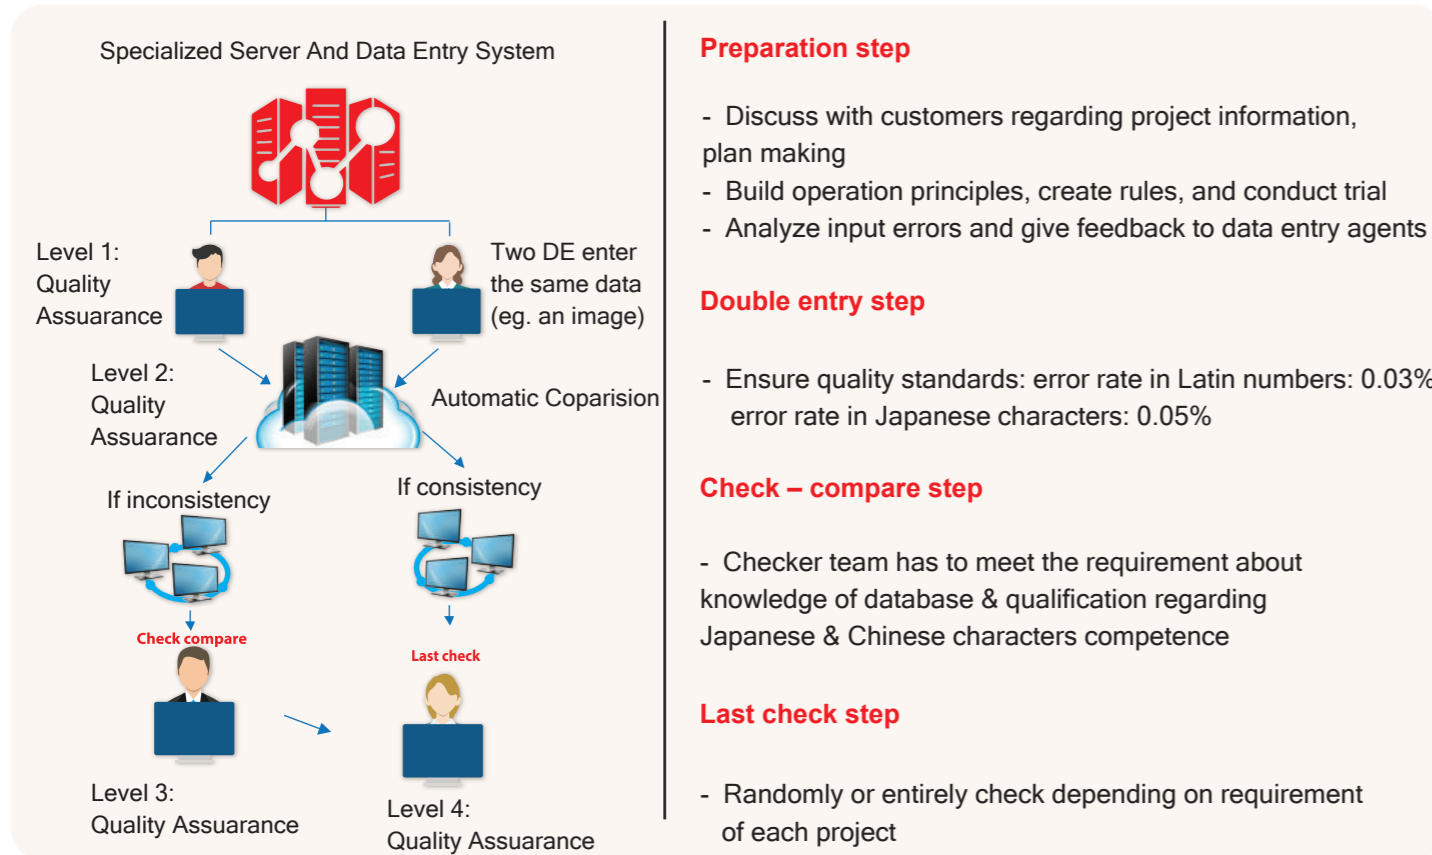 Specialized Server And Data Entry System
Level 1:
Quality
Assuarance
Two DE enter
the same data
(eg. an image)
Level 2:
Quality
Assuarance
Automatic Coparision
If inconsistency
If consistency
Check compare
Last check
Level 3:
Quality Assuarance
Level 4:
Quality Assuarance
Preparation step
- Discuss with customers regarding project information,
plan making
- Build operation principles, create rules, and conduct trial
- Analyze input errors and give feedback to data entry agents
Double entry step
- Ensure quality standards: error rate in Latin numbers: 0.03%
error rate in Japanese characters: 0.05%
Check – compare step
- Checker team has to meet the requirement about
knowledge of database & qualification regarding
Japanese & Chinese characters competence
Last check step
- Randomly or entirely check depending on requirement
of each project